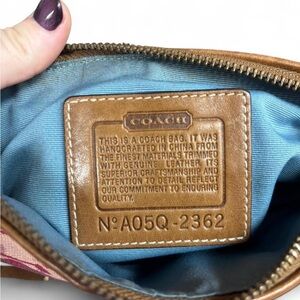 COACH
THIS IS A COACH BAG. IT WAS
HANDCRAFTED IN CHINA FROM
THE FINEST MATERIALS TRIMMED
WITH GENUINE LEATHER.
SUPERIOR CRAFTSMANSHIP AND
ATTENTION TO DETAIL REFLECT
OUR COMMITMENT TO ENDURING
QUALITY.
NºA05Q-2362